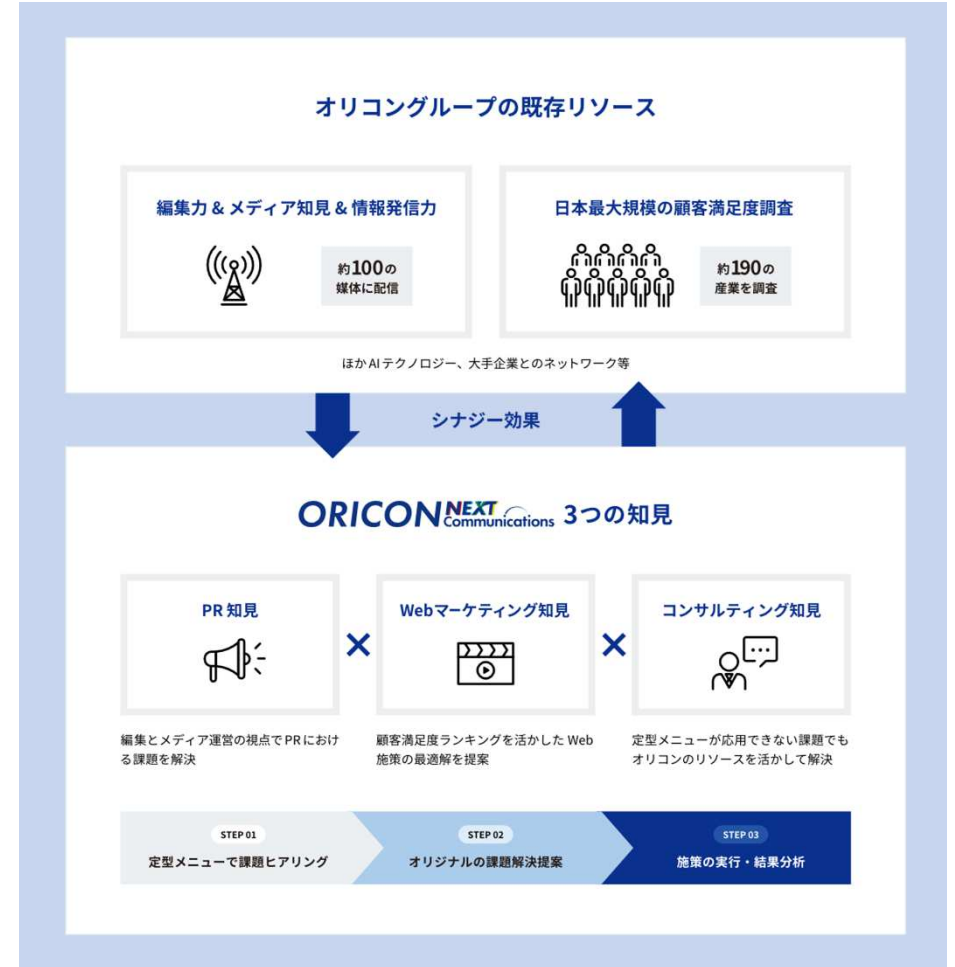 オリコングループの既存リソース
編集力 & メディア知見 & 情報発信力
約100の
媒体に配信
日本最大規模の顧客満足度調査
約190の
産業を調査
ほか AI テクノロジー、大手企業とのネットワーク等
シナジー効果
ORICON NEXT Communications 3つの知見
PR 知見
×
Webマーケティング知見
×
コンサルティング知見
編集とメディア運営の視点で PR におけ
る課題を解決
顧客満足度ランキングを活かした Web
施策の最適解を提案
定型メニューが応用できない課題でも
オリコンのリソースを活かして解決
STEP 01
定型メニューで課題ヒアリング
STEP 02
オリジナルの課題解決提案
STEP 03
施策の実行・結果分析